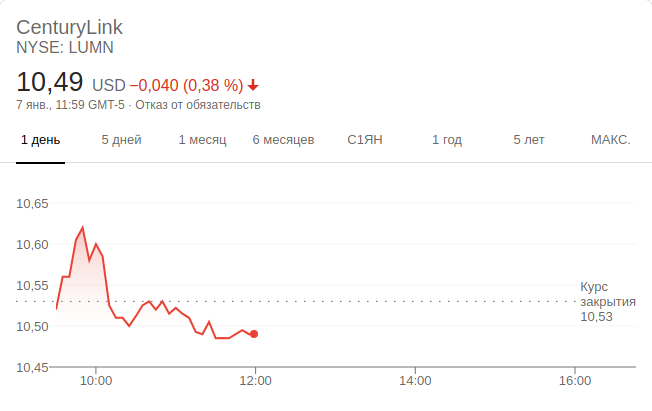 CenturyLink
NYSE: LUMN
10,49 USD −0,040 (0,38 %)
7 янв., 11:59 GMT-5 · Отказ от обязательств
1 день 5 дней 1 месяц 6 месяцев С1ЯН 1 год 5 лет МАКС.
10,65
10,60
10,55
Курс
закрытия
10,53
10,50
10,45
10:00 12:00 14:00 16:00